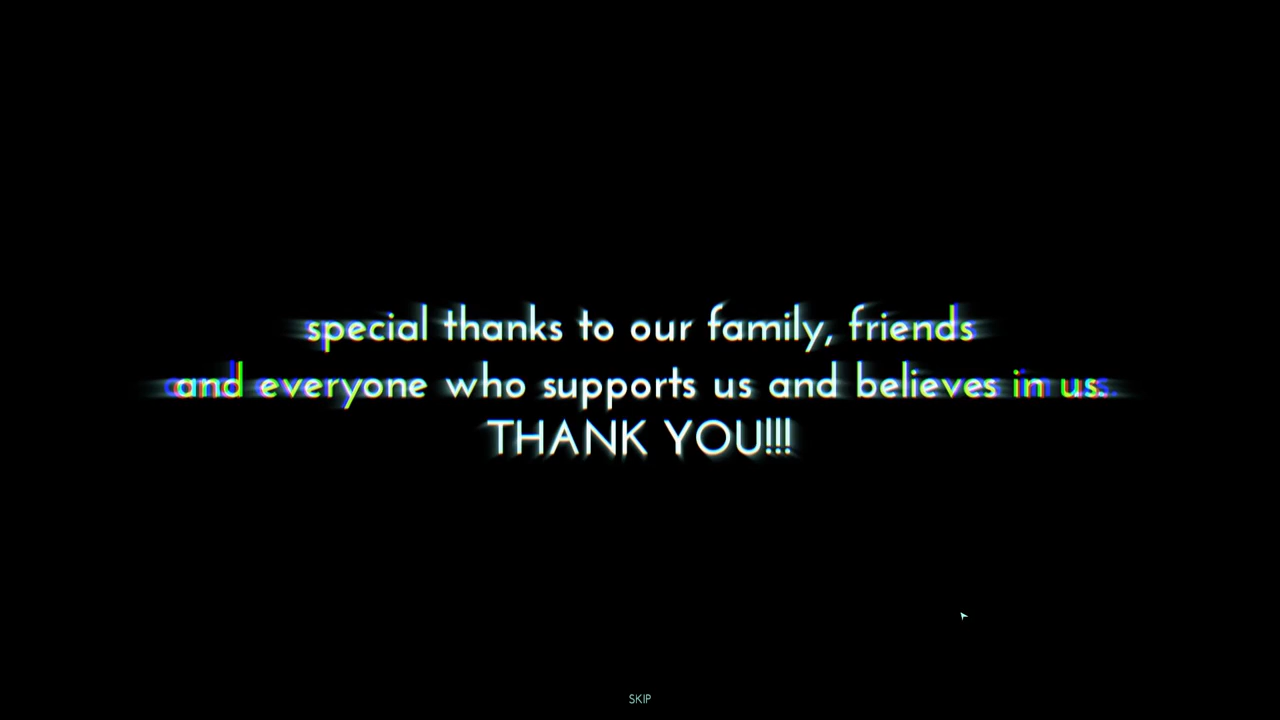 special thanks to our family, friends
and everyone who supports us and believes in us.
THANK YOU!!!
SKIP